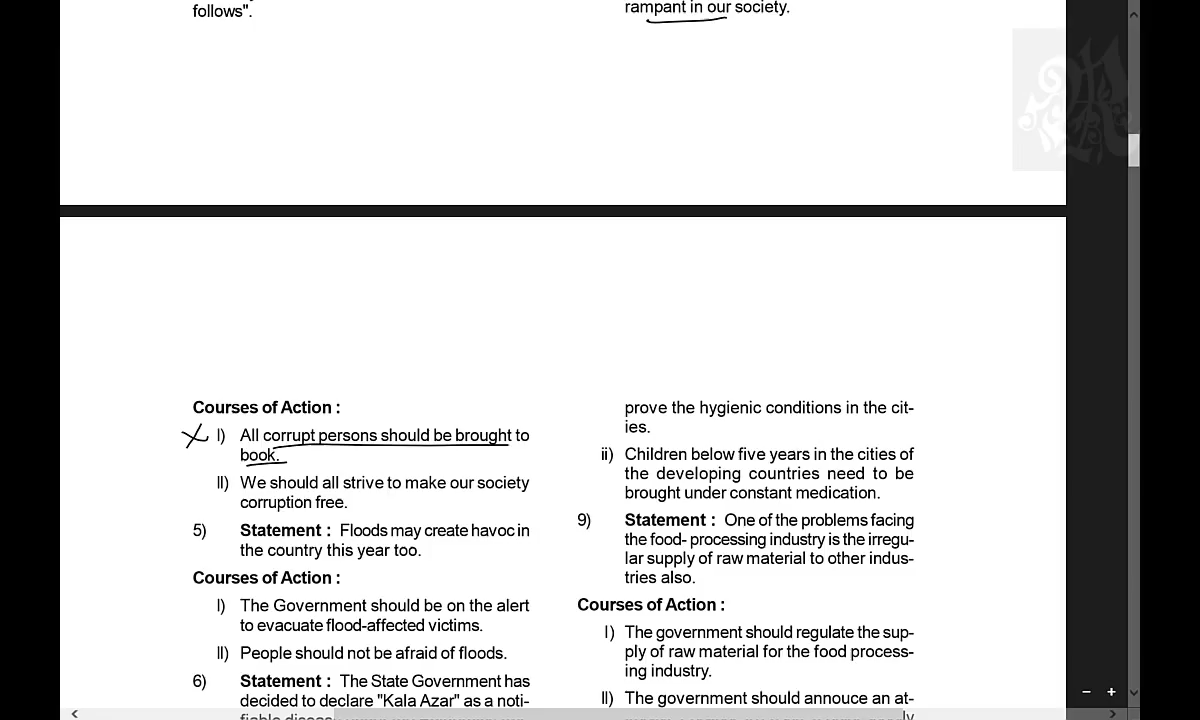 follows".
rampant in our society.
Courses of Action :
I) All corrupt persons should be brought to
book.
II) We should all strive to make our society
corruption free.
5) Statement : Floods may create havoc in
the country this year too.
Courses of Action :
I) The Government should be on the alert
to evacuate flood-affected victims.
II) People should not be afraid of floods.
6) Statement : The State Government has
decided to declare "Kala Azar" as a noti-
prove the hygienic conditions in the cit-
ies.
ii) Children below five years in the cities of
the developing countries need to be
brought under constant medication.
9) Statement : One of the problems facing
the food- processing industry is the irregu-
lar supply of raw material to other indus-
tries also.
Courses of Action :
I) The government should regulate the sup-
ply of raw material for the food process-
ing industry.
II) The government should annouce an at-